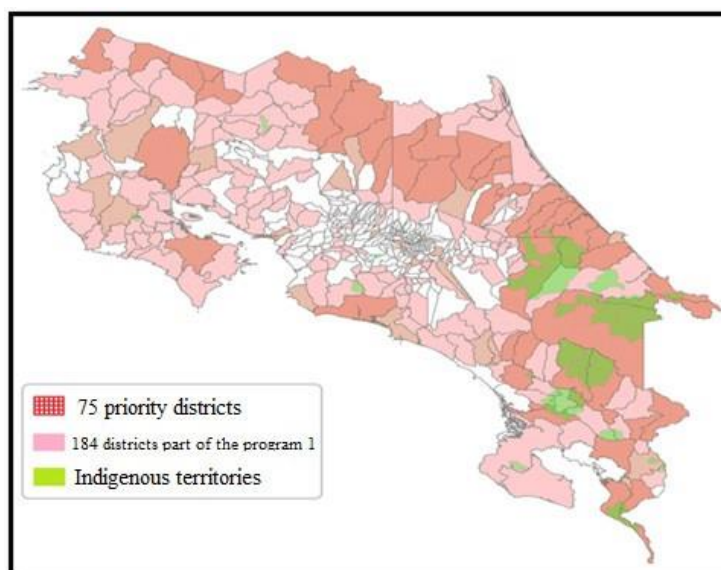 75 priority districts
184 districts part of the program 1
Indigenous territories